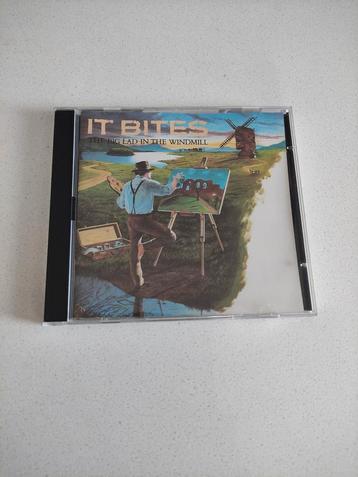 IT BITES
THE BIG LAD IN THE WINDMILL